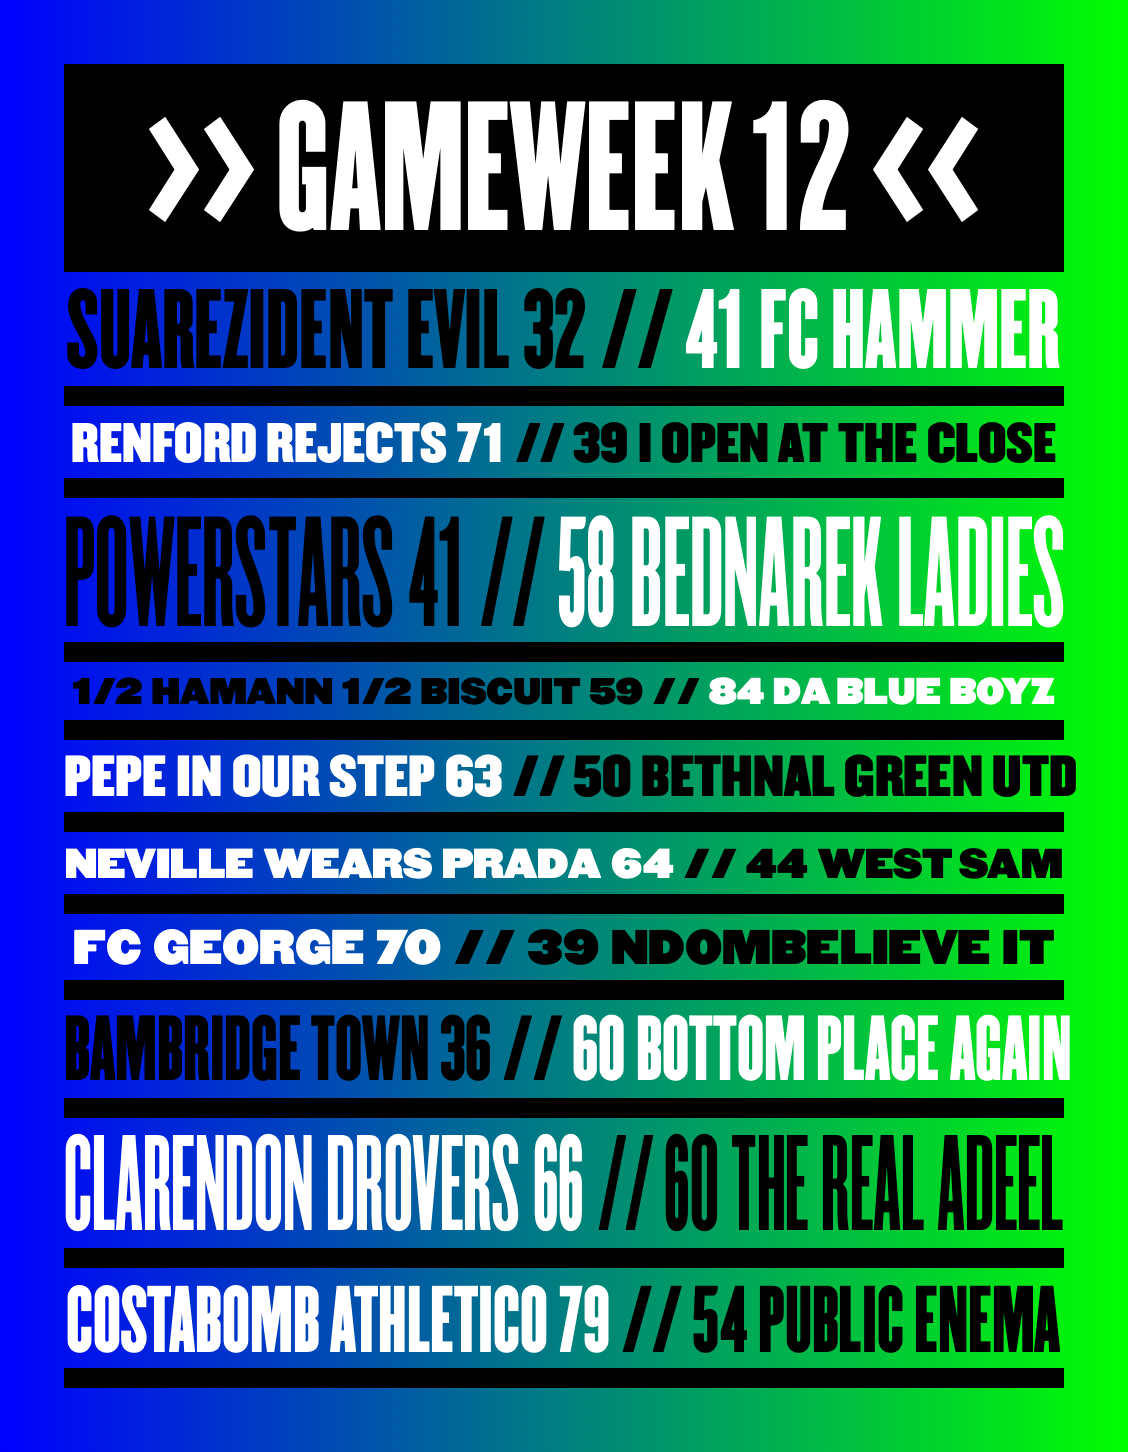 >> GAMEWEEK 12 <<
SUAREZIDENT EVIL 32 // 41 FC HAMMER
RENFORD REJECTS 71 // 39 I OPEN AT THE CLOSE
POWERSTARS 41 // 58 BEDNAREK LADIES
1/2 HAMANN 1/2 BISCUIT 59 // 84 DA BLUE BOYZ
PEPE IN OUR STEP 63 // 50 BETHNAL GREEN UTD
NEVILLE WEARS PRADA 64 // 44 WEST SAM
FC GEORGE 70 // 39 NDOMBELIEVE IT
BAMBRIDGE TOWN 36 // 60 BOTTOM PLACE AGAIN
CLARENDON DROVERS 66 // 60 THE REAL ADEEL
COSTABOMB ATHLETICO 79 // 54 PUBLIC ENEMA